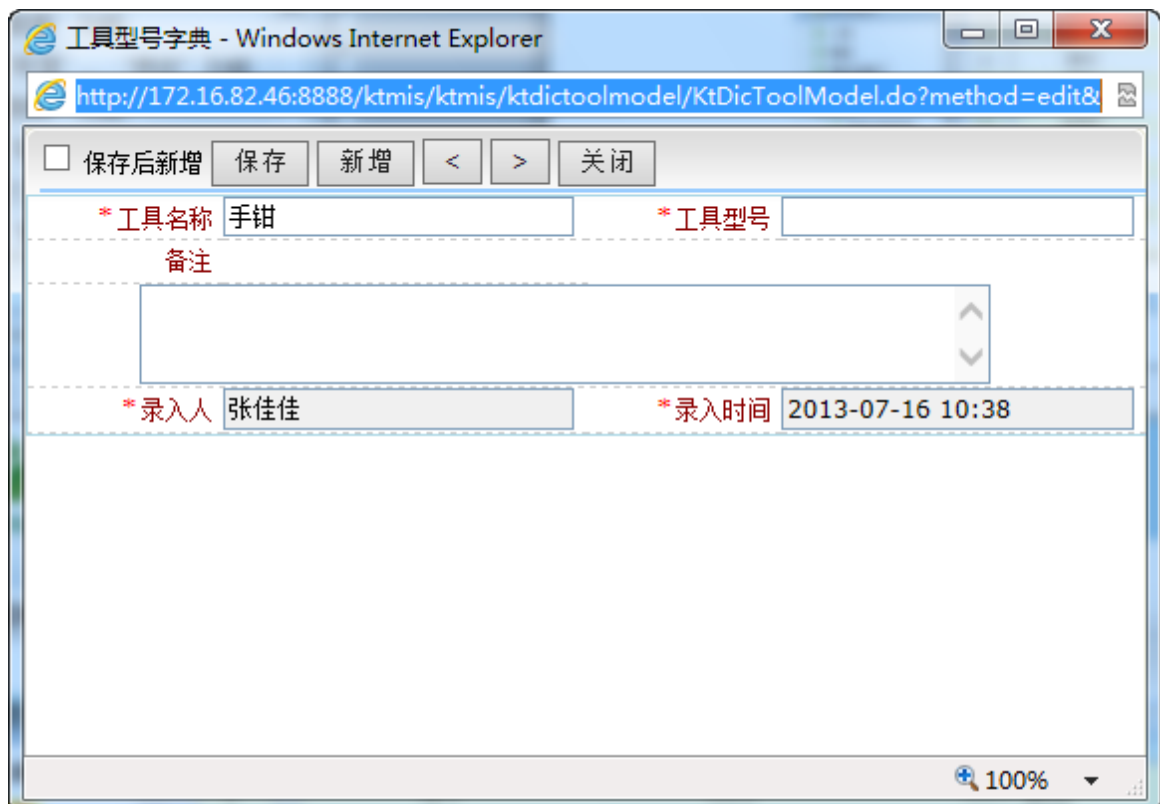 工具型号字典 - Windows Internet Explorer
http://172.16.82.46:8888/ktmis/ktmis/ktdictoolmodel/KtDicToolModel.do?method=edit&
保存后新增 保存 新增 < > 关闭
*工具名称 手钳 *工具型号
备注
*录入人 张佳佳 *录入时间 2013-07-16 10:38
100%